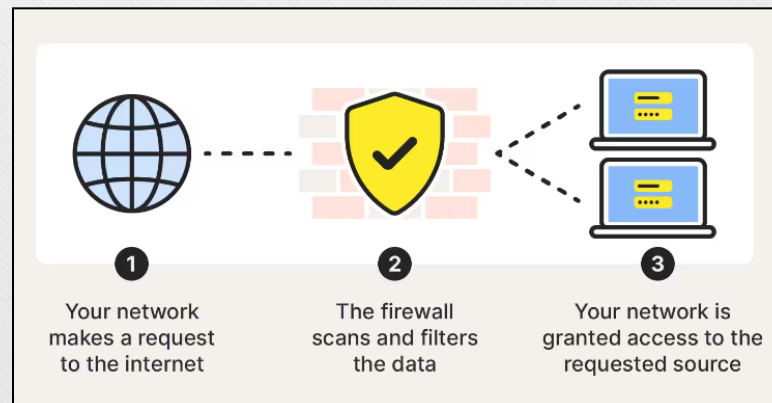 1
Your network
makes a request
to the internet
2
The firewall
scans and filters
the data
3
Your network is
granted access to the
requested source